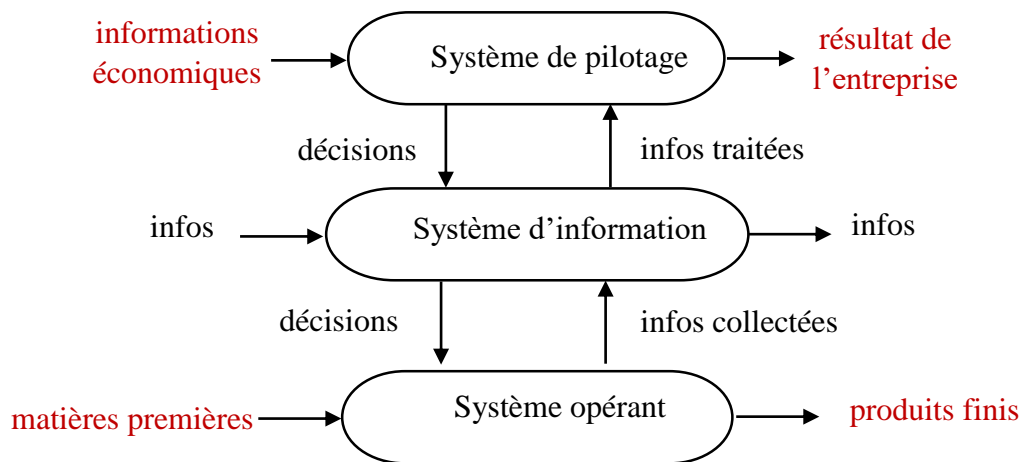 informations
économiques
Système de pilotage
résultat de
l’entreprise
décisions
infos traitées
infos
Système d’information
infos
décisions
infos collectées
matières premières
Système opérant
produits finis